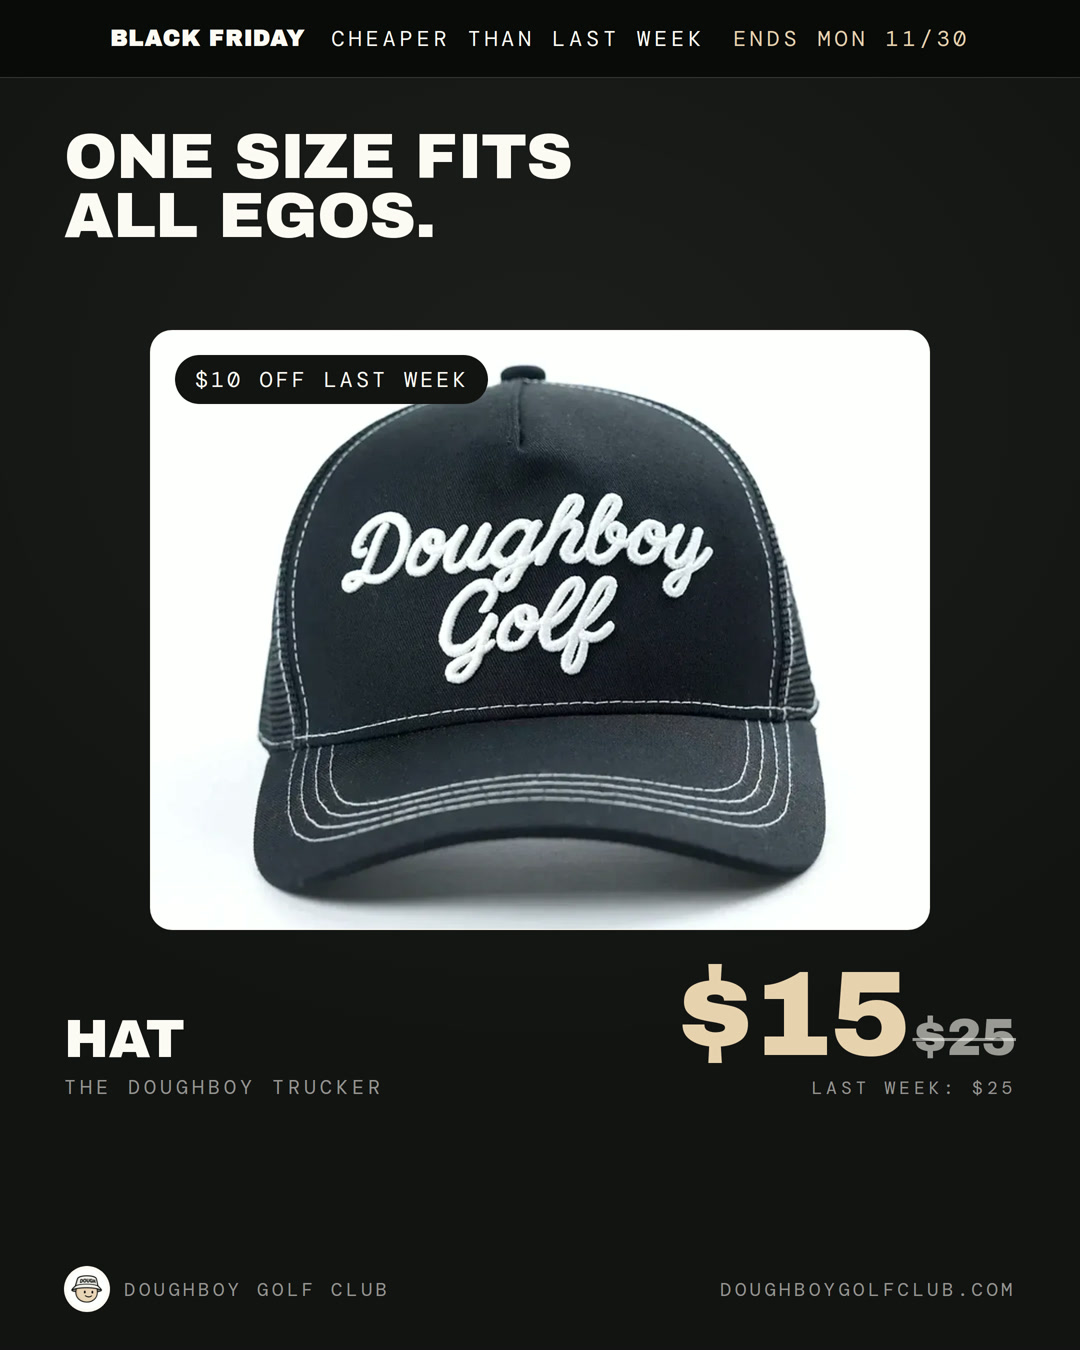 BLACK FRIDAY CHEAPER THAN LAST WEEK ENDS MON 11/30
ONE SIZE FITS
ALL EGOS.
$10 OFF LAST WEEK
Doughboy
Golf
HAT
THE DOUGHBOY TRUCKER
$15 $25
LAST WEEK: $25
DOUGH
DOUGHBOY GOLF CLUB
DOUGHBOYGOLFCLUB.COM